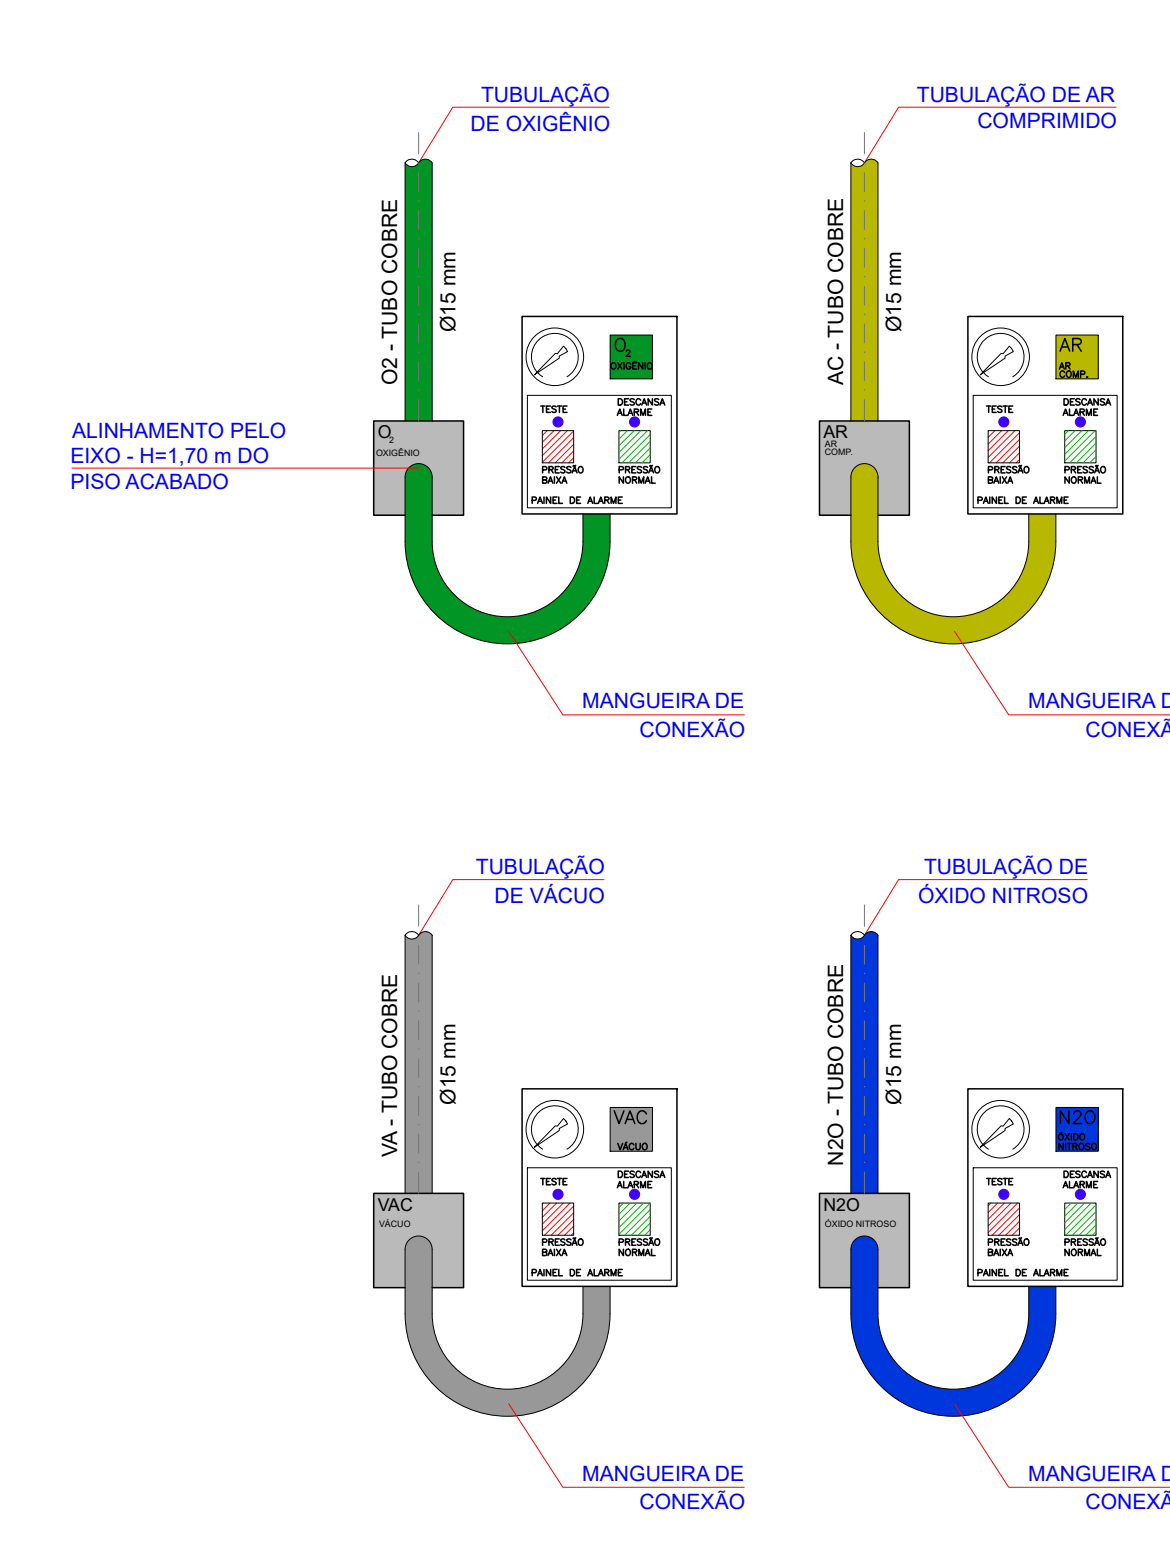 TUBULAÇÃO
DE OXIGÊNIO
O2 - TUBO COBRE
Ø15 mm
ALINHAMENTO PELO
EIXO - H=1,70 m DO
PISO ACABADO
O2
OXIGÊNIO
O2
OXIGÊNIO
TESTE
DESCANSA
ALARME
PRESSÃO
BAIXA
PRESSÃO
NORMAL
PAINEL DE ALARME
MANGUEIRA DE
CONEXÃO
TUBULAÇÃO DE AR
COMPRIMIDO
AC - TUBO COBRE
Ø15 mm
AR
AR
COMP.
AR
AR
COMP.
TESTE
DESCANSA
ALARME
PRESSÃO
BAIXA
PRESSÃO
NORMAL
PAINEL DE ALARME
MANGUEIRA D
CONEXÃ
TUBULAÇÃO
DE VÁCUO
VA - TUBO COBRE
Ø15 mm
VAC
VÁCUO
VAC
VÁCUO
TESTE
DESCANSA
ALARME
PRESSÃO
BAIXA
PRESSÃO
NORMAL
PAINEL DE ALARME
MANGUEIRA DE
CONEXÃO
TUBULAÇÃO DE
ÓXIDO NITROSO
N2O - TUBO COBRE
Ø15 mm
N2O
ÓXIDO NITROSO
N2O
ÓXIDO
NITROSO
TESTE
DESCANSA
ALARME
PRESSÃO
BAIXA
PRESSÃO
NORMAL
PAINEL DE ALARME
MANGUEIRA D
CONEXÃ